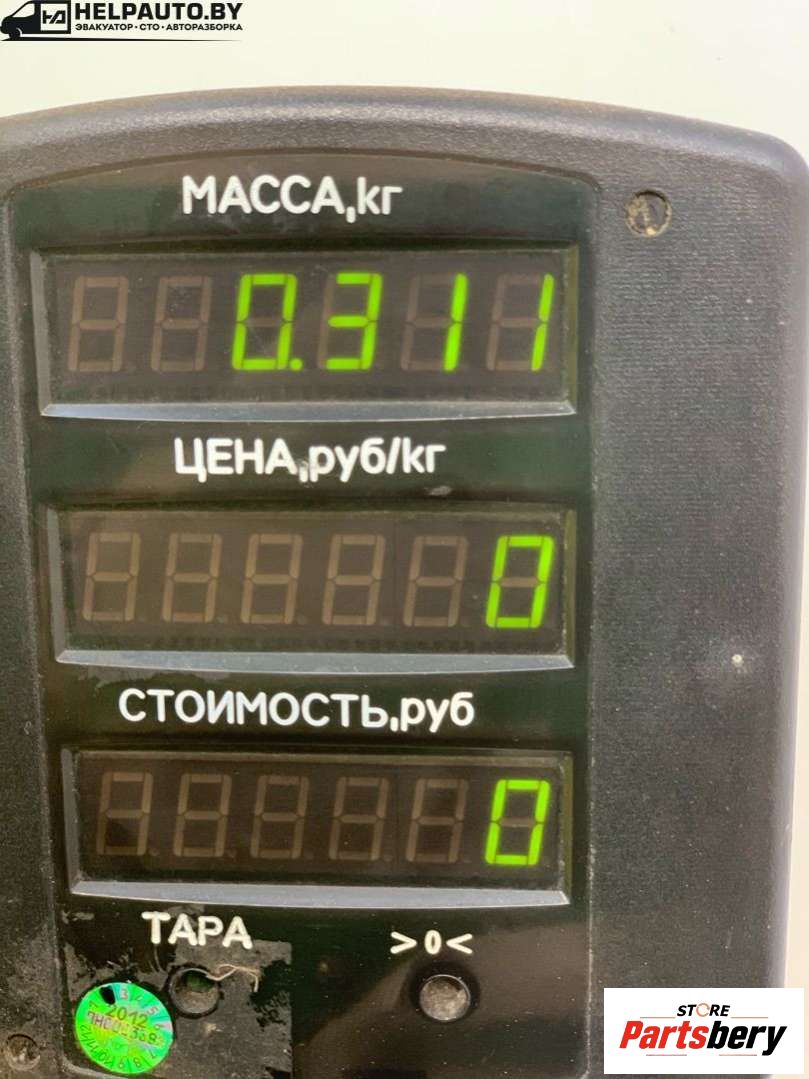 HELPAUTO.BY
ЭВАКУАТОР • СТО • АВТОРАЗБОРКА
МАССА,кг
0.311
ЦЕНА,руб/кг
0
СТОИМОСТЬ,руб
0
ТАРА
>0<
2012
STORE
Partsbery